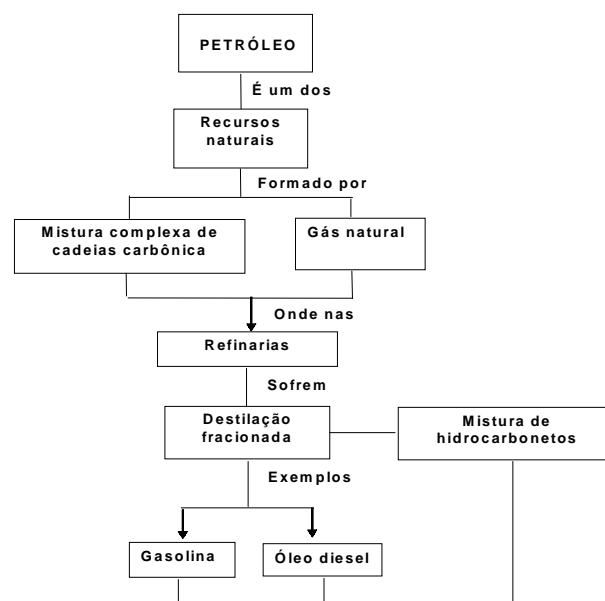 PETRÓLEO
É um dos
Recursos
naturais
Formado por
Mistura complexa de
cadeias carbônica
Gás natural
Onde nas
Refinarias
Sofrem
Destilação
fracionada
Mistura de
hidrocarbonetos
Exemplos
Gasolina
Óleo diesel